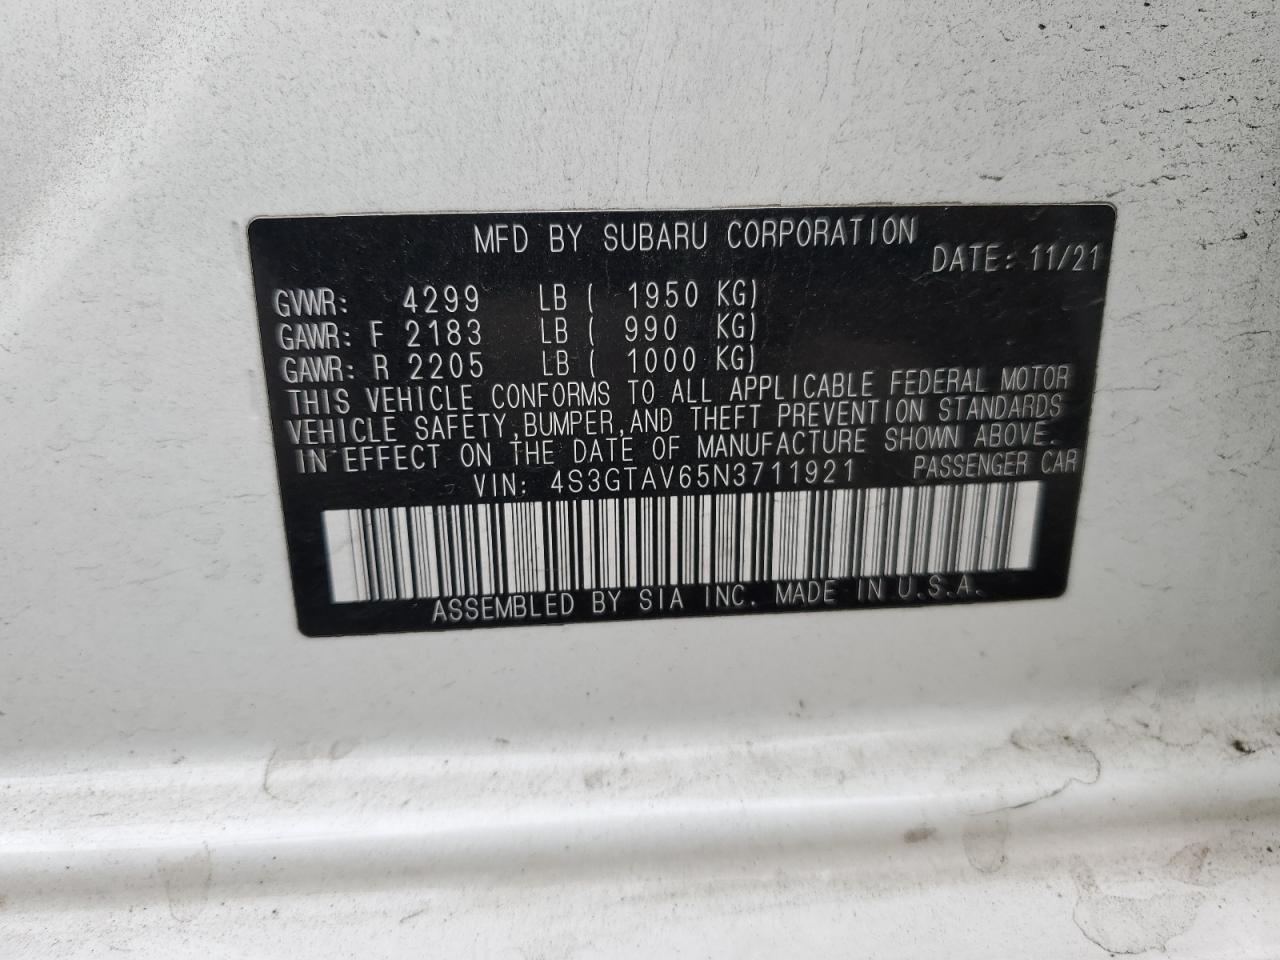 MFD BY SUBARU CORPORATION
DATE: 11/21
GVWR: 4299 LB ( 1950 KG)
GAWR: F 2183 LB ( 990 KG)
GAWR: R 2205 LB ( 1000 KG)
THIS VEHICLE CONFORMS TO ALL APPLICABLE FEDERAL MOTOR
VEHICLE SAFETY, BUMPER, AND THEFT PREVENTION STANDARDS
IN EFFECT ON THE DATE OF MANUFACTURE SHOWN ABOVE.
VIN: 4S3GTAV65N3711921 PASSENGER CAR
ASSEMBLED BY SIA INC. MADE IN U.S.A.